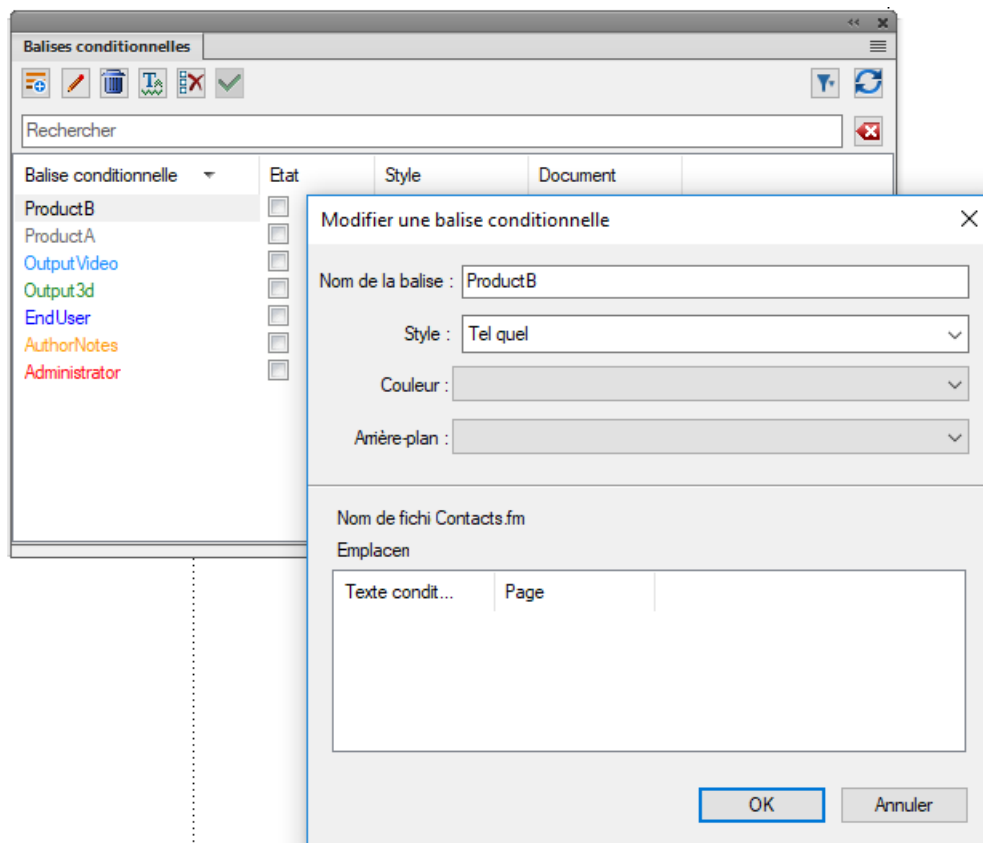 Balises conditionnelles
Rechercher
Balise conditionnelle Etat Style Document
ProductB
ProductA
OutputVideo
Output3d
EndUser
AuthorNotes
Administrator
Modifier une balise conditionnelle
Nom de la balise : ProductB
Style : Tel quel
Couleur :
Arrière-plan :
Nom de fichi Contacts.fm
Emplacen
Texte condit... Page
OK Annuler